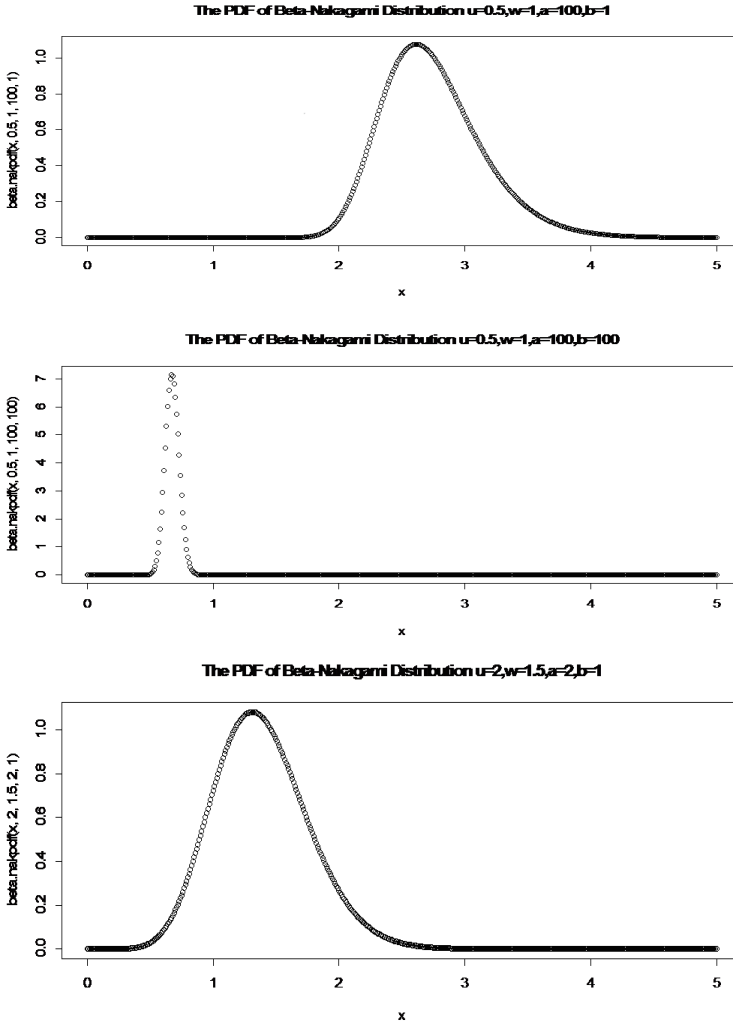 The PDF of Beta-Nakagami Distribution u=0.5,w=1,a=100,b=1
beta.nakpdf(x, 0.5, 1, 100, 1)
1.0
0.8
0.6
0.4
0.2
0.0
0 1 2 3 4 5
x
The PDF of Beta-Nakagami Distribution u=0.5,w=1,a=100,b=100
beta.nakpdf(x, 0.5, 1, 100, 100)
7
6
5
4
3
2
1
0
0 1 2 3 4 5
x
The PDF of Beta-Nakagami Distribution u=2,w=1.5,a=2,b=1
beta.nakpdf(x, 2, 1.5, 2, 1)
1.0
0.8
0.6
0.4
0.2
0.0
0 1 2 3 4 5
x